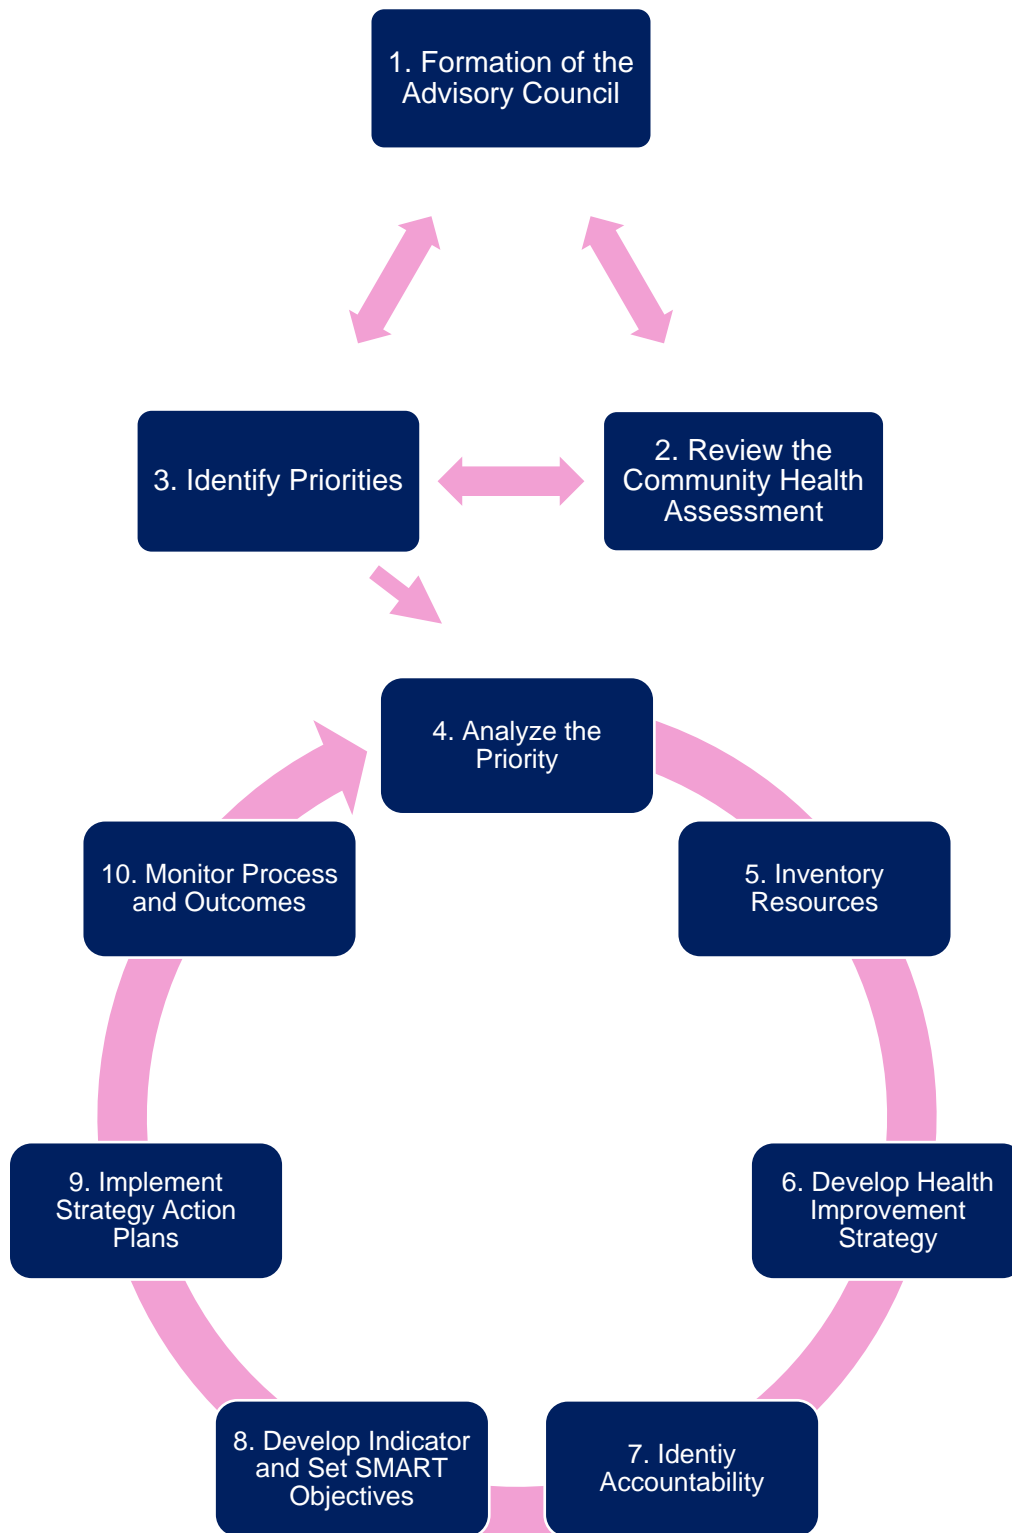 1. Formation of the
Advisory Council
3. Identify Priorities
2. Review the
Community Health
Assessment
4. Analyze the
Priority
5. Inventory
Resources
6. Develop Health
Improvement
Strategy
7. Identiy
Accountability
8. Develop Indicator
and Set SMART
Objectives
9. Implement
Strategy Action
Plans
10. Monitor Process
and Outcomes